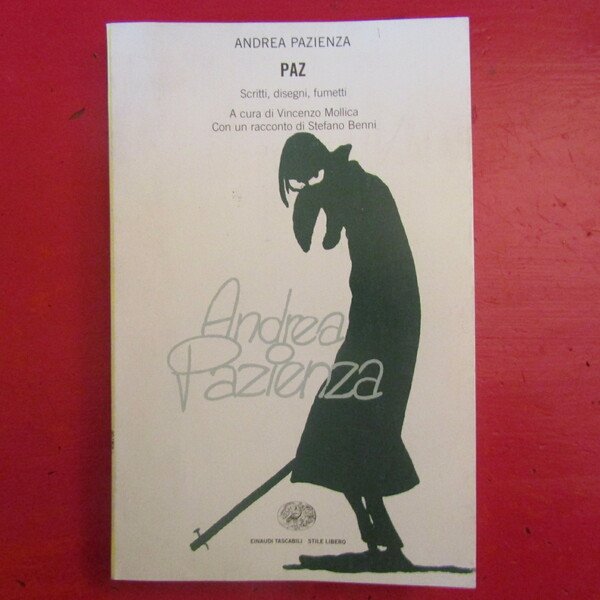 ANDREA PAZIENZA
PAZ
Scritti, disegni, fumetti
A cura di Vincenzo Mollica
Con un racconto di Stefano Benni
Andrea
Pazienza
EINAUDI TASCABILI STILE LIBERO